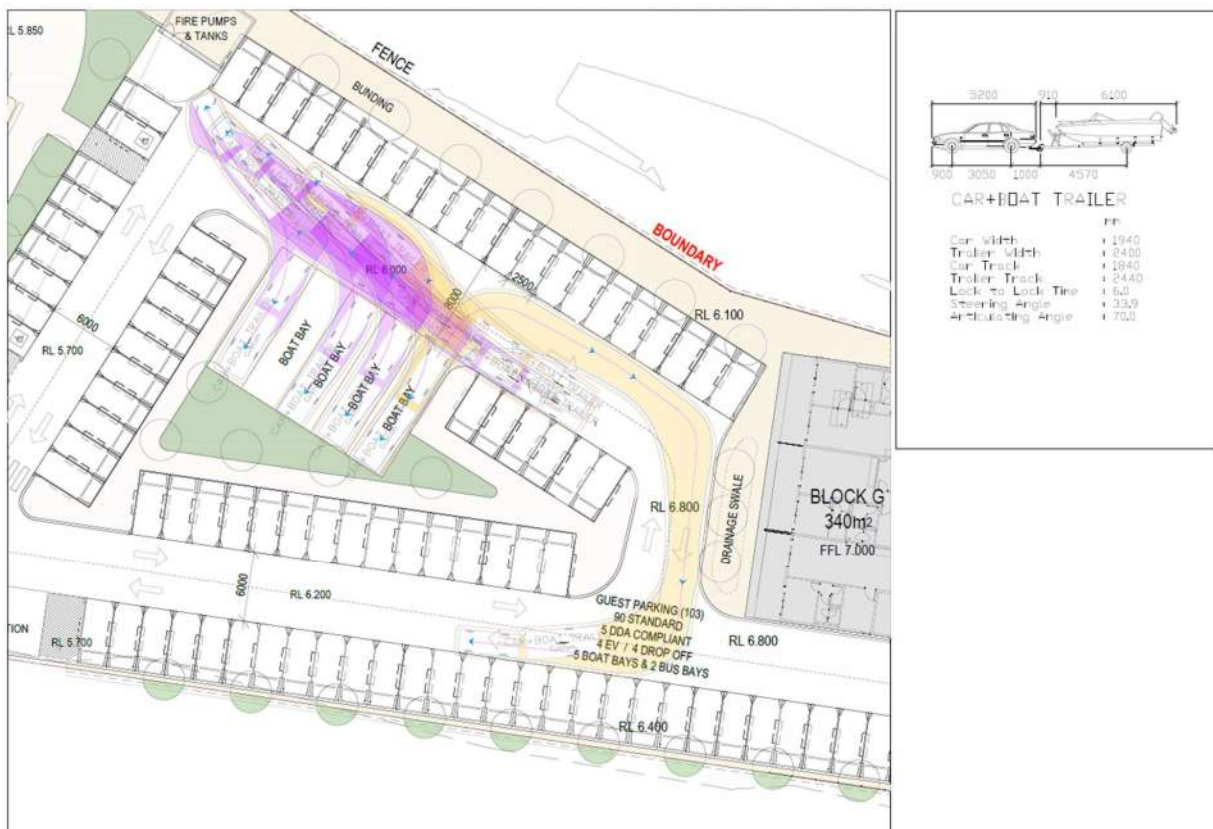 RL 5.850
FIRE PUMPS
& TANKS
FENCE
BUNDING
BOUNDARY
RL 6.000
2500
8000
RL 6.100
6000
RL 5.700
BOAT BAY
BOAT BAY
BOAT BAY
BOAT BAY
RL 6.800
DRAINAGE SWALE
BLOCK G
340m²
FFL 7.000
6000
RL 6.200
GUEST PARKING (103)
90 STANDARD
5 DDA COMPLIANT
4 EV / 4 DROP OFF
5 BOAT BAYS & 2 BUS BAYS
RL 6.800
TION
RL 5.700
RL 6.400
5200 910 6100
900 3050 1000 4570
CAR+BOAT TRAILER
mm
Car Width : 1940
Trailer Width : 2400
Car Track : 1840
Trailer Track : 2440
Lock to Lock Time : 6.0
Steering Angle : 33.9
Articulating Angle : 70.0